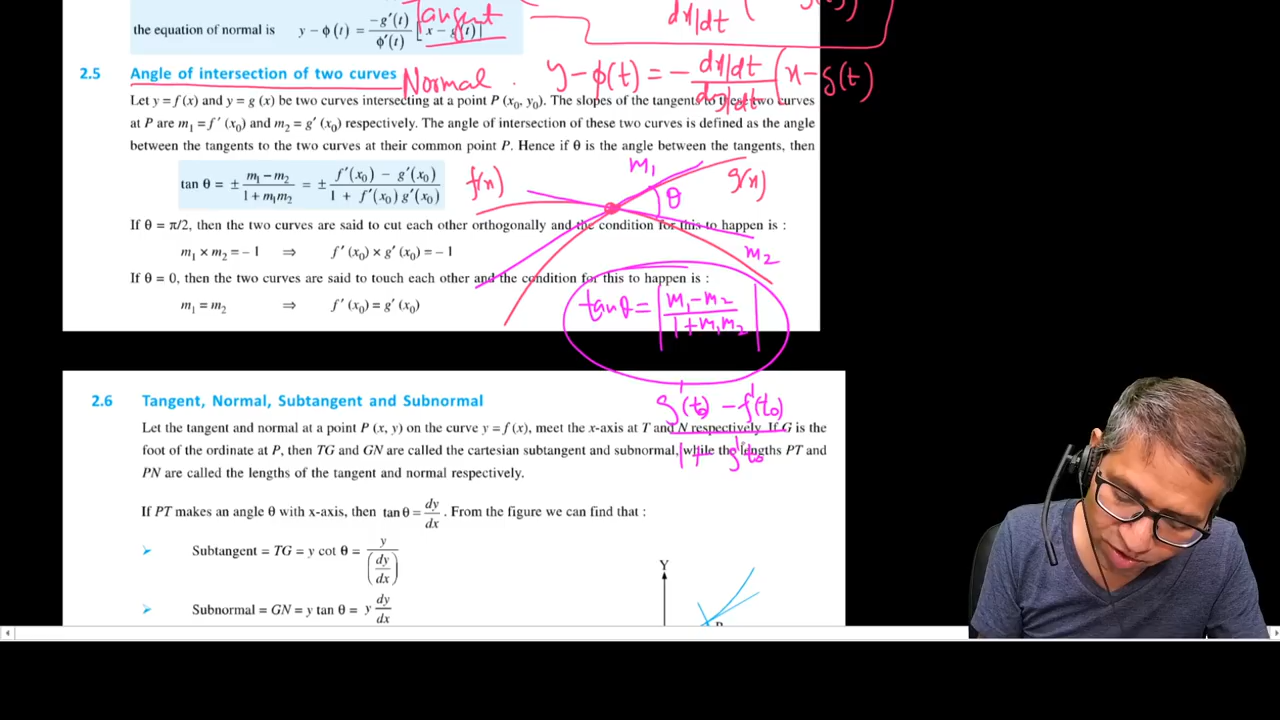 dx/dt
the equation of normal is y − ϕ(t) = −g′(t) / ϕ′(t) [x − g(t)]
Tangent
2.5 Angle of intersection of two curves
Normal . y − ϕ(t) = − dx/dt / dy/dt (x − g(t)
Let y = f (x) and y = g (x) be two curves intersecting at a point P (x₀, y₀). The slopes of the tangents to these two curves
at P are m₁ = f ′ (x₀) and m₂ = g′ (x₀) respectively. The angle of intersection of these two curves is defined as the angle
between the tangents to the two curves at their common point P. Hence if θ is the angle between the tangents, then
tan θ = ± m₁ − m₂ / 1 + m₁m₂ = ± f ′(x₀) − g′(x₀) / 1 + f ′(x₀) g′(x₀)
f(x)
m₁
θ
g(x)
m₂
If θ = π/2, then the two curves are said to cut each other orthogonally and the condition for this to happen is :
m₁ × m₂ = − 1 ⇒ f ′ (x₀) × g′ (x₀) = − 1
If θ = 0, then the two curves are said to touch each other and the condition for this to happen is :
m₁ = m₂ ⇒ f ′ (x₀) = g′ (x₀)
tan θ = | m₁ − m₂ / 1 + m₁ m₂ |
g′(t₀) − f′(t₀)
1 + g′t₀
2.6 Tangent, Normal, Subtangent and Subnormal
Let the tangent and normal at a point P (x, y) on the curve y = f (x), meet the x-axis at T and N respectively. If G is the
foot of the ordinate at P, then TG and GN are called the cartesian subtangent and subnormal, while the lengths PT and
PN are called the lengths of the tangent and normal respectively.
If PT makes an angle θ with x-axis, then tan θ = dy/dx . From the figure we can find that :
➢ Subtangent = TG = y cot θ = y / (dy/dx)
➢ Subnormal = GN = y tan θ = y dy/dx
Y